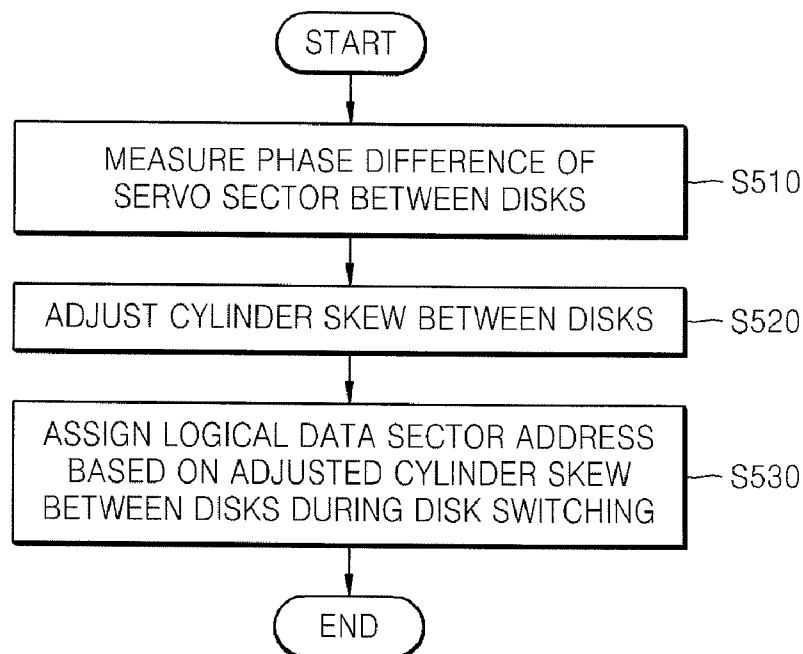 START
MEASURE PHASE DIFFERENCE OF
SERVO SECTOR BETWEEN DISKS
S510
ADJUST CYLINDER SKEW BETWEEN DISKS
S520
ASSIGN LOGICAL DATA SECTOR ADDRESS
BASED ON ADJUSTED CYLINDER SKEW
BETWEEN DISKS DURING DISK SWITCHING
S530
END